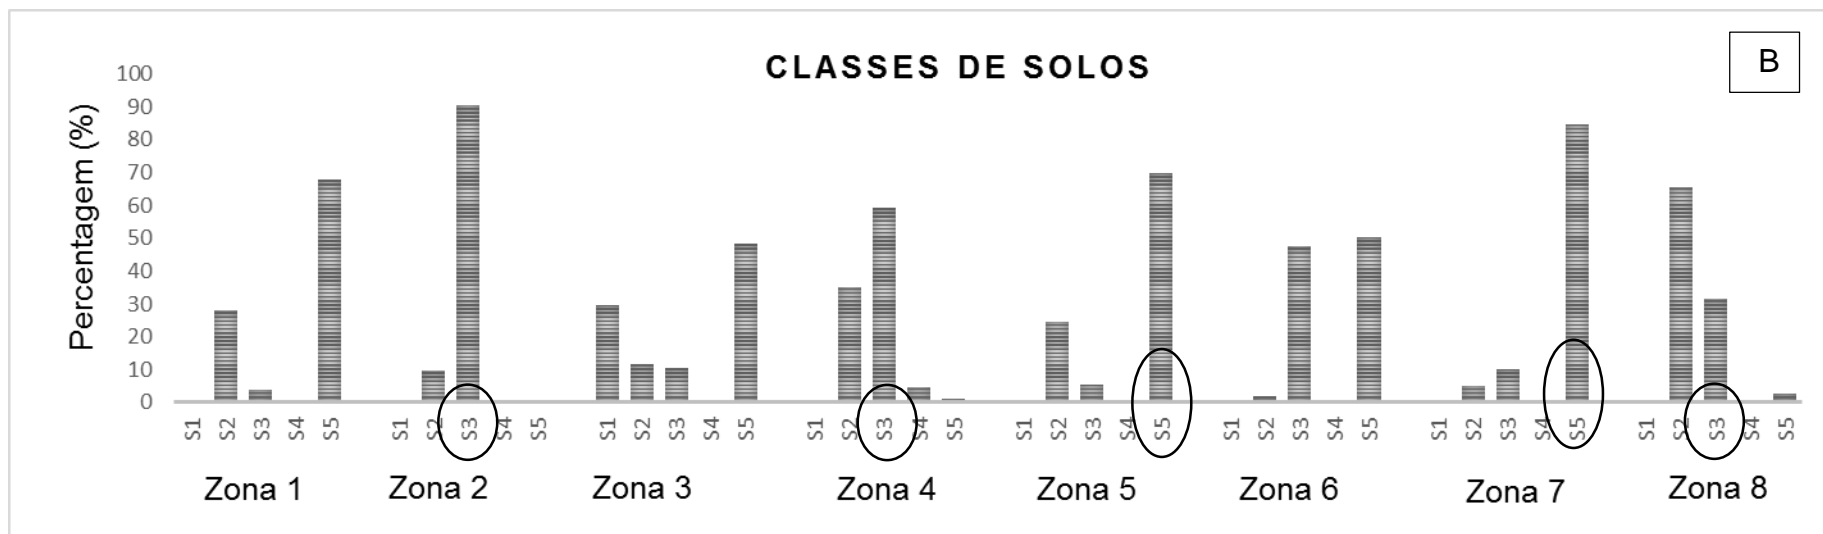 CLASSES DE SOLOS
B
Percentagem (%)
100
90
80
70
60
50
40
30
20
10
0
S1 S2 S3 S4 S5 S1 S2 S3 S4 S5 S1 S2 S3 S4 S5 S1 S2 S3 S4 S5 S1 S2 S3 S4 S5 S1 S2 S3 S4 S5 S1 S2 S3 S4 S5 S1 S2 S3 S4 S5
Zona 1 Zona 2 Zona 3 Zona 4 Zona 5 Zona 6 Zona 7 Zona 8